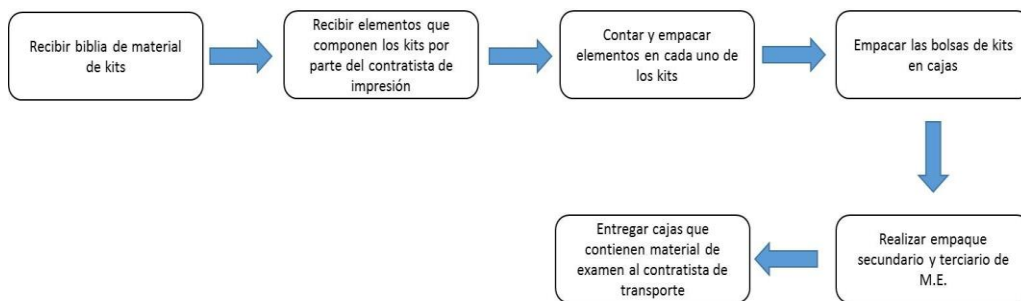 Recibir biblia de material
de kits
Recibir elementos que
componen los kits por
parte del contratista de
impresión
Contar y empacar
elementos en cada uno de
los kits
Empacar las bolsas de kits
en cajas
Realizar empaque
secundario y terciario de
M.E.
Entregar cajas que
contienen material de
examen al contratista de
transporte